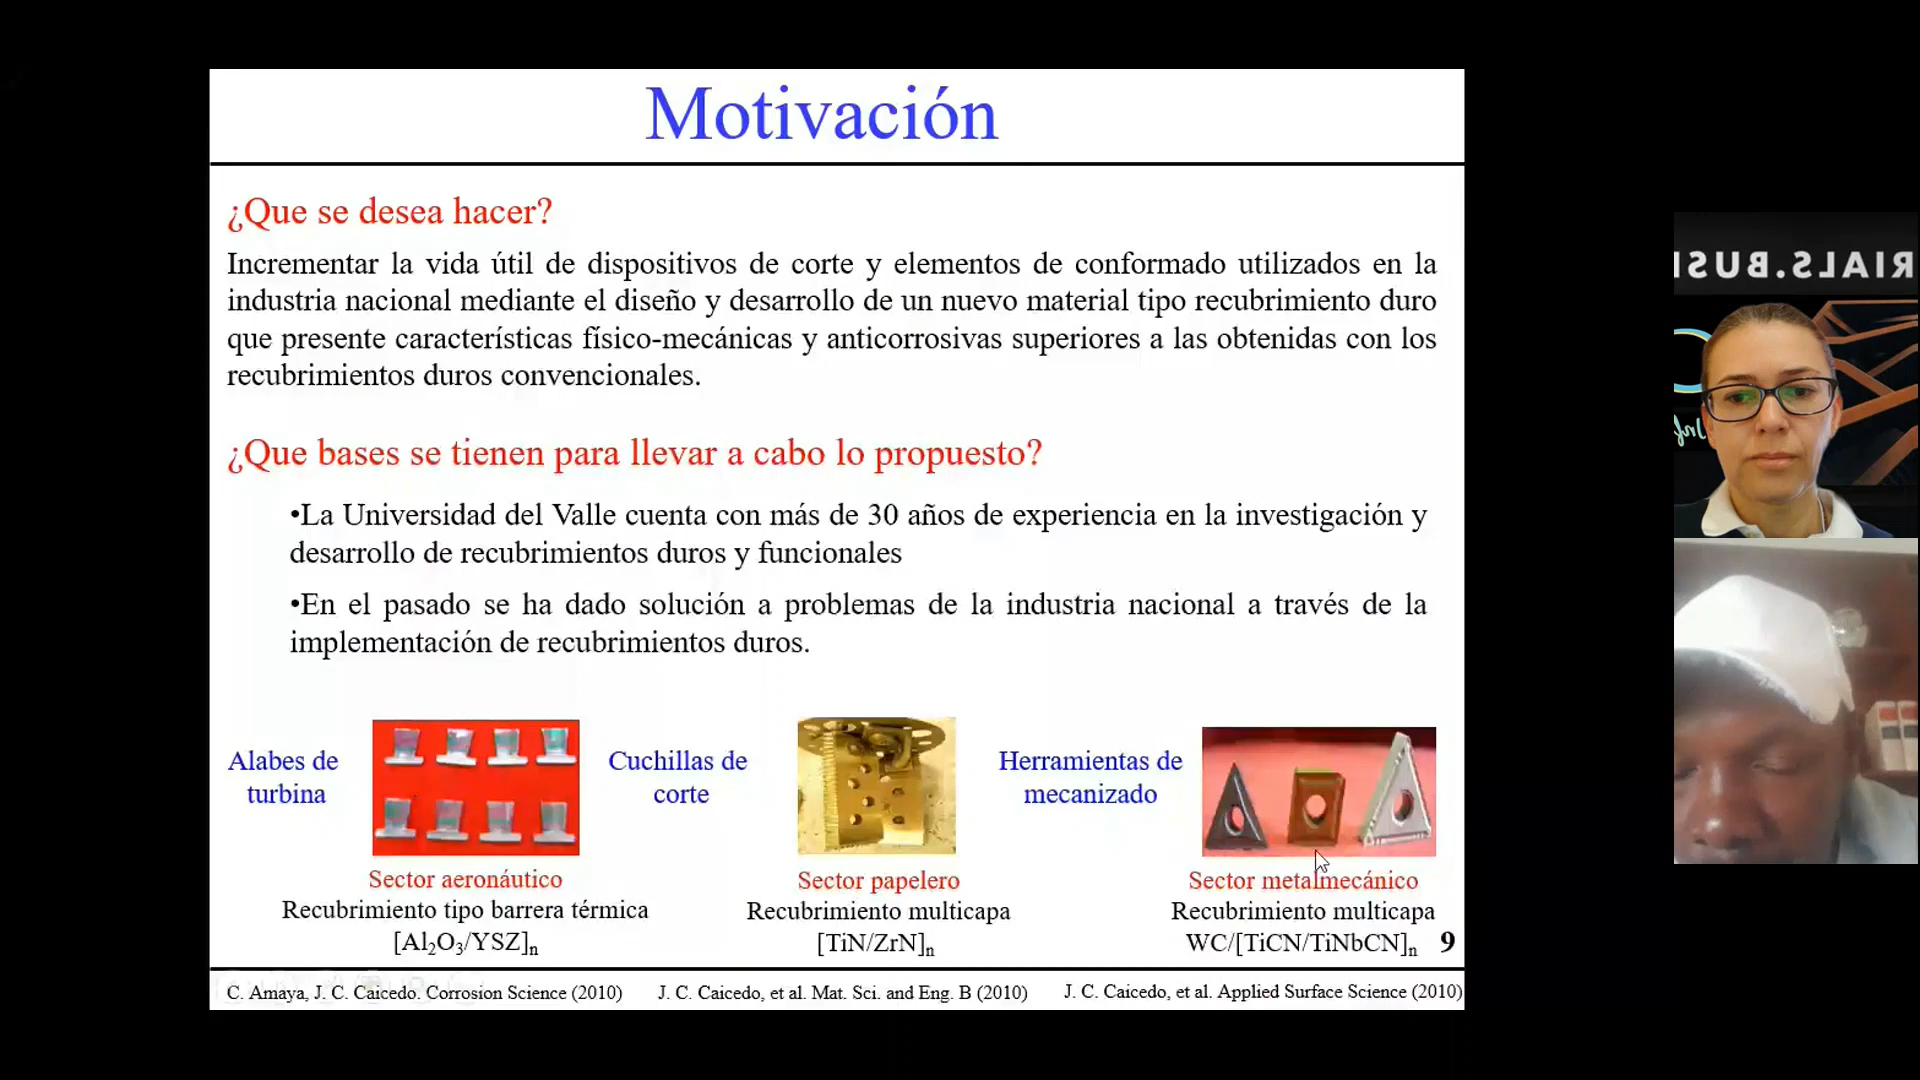 Motivación
¿Que se desea hacer?
Incrementar la vida útil de dispositivos de corte y elementos de conformado utilizados en la
industria nacional mediante el diseño y desarrollo de un nuevo material tipo recubrimiento duro
que presente características físico-mecánicas y anticorrosivas superiores a las obtenidas con los
recubrimientos duros convencionales.
¿Que bases se tienen para llevar a cabo lo propuesto?
•La Universidad del Valle cuenta con más de 30 años de experiencia en la investigación y
desarrollo de recubrimientos duros y funcionales
•En el pasado se ha dado solución a problemas de la industria nacional a través de la
implementación de recubrimientos duros.
Alabes de
turbina
Sector aeronáutico
Recubrimiento tipo barrera térmica
[Al₂O₃/YSZ]ₙ
Cuchillas de
corte
Sector papelero
Recubrimiento multicapa
[TiN/ZrN]ₙ
Herramientas de
mecanizado
Sector metalmecánico
Recubrimiento multicapa
WC/[TiCN/TiNbCN]ₙ
9
C. Amaya, J. C. Caicedo. Corrosion Science (2010)
J. C. Caicedo, et al. Mat. Sci. and Eng. B (2010)
J. C. Caicedo, et al. Applied Surface Science (2010)
RIALS.BUSI